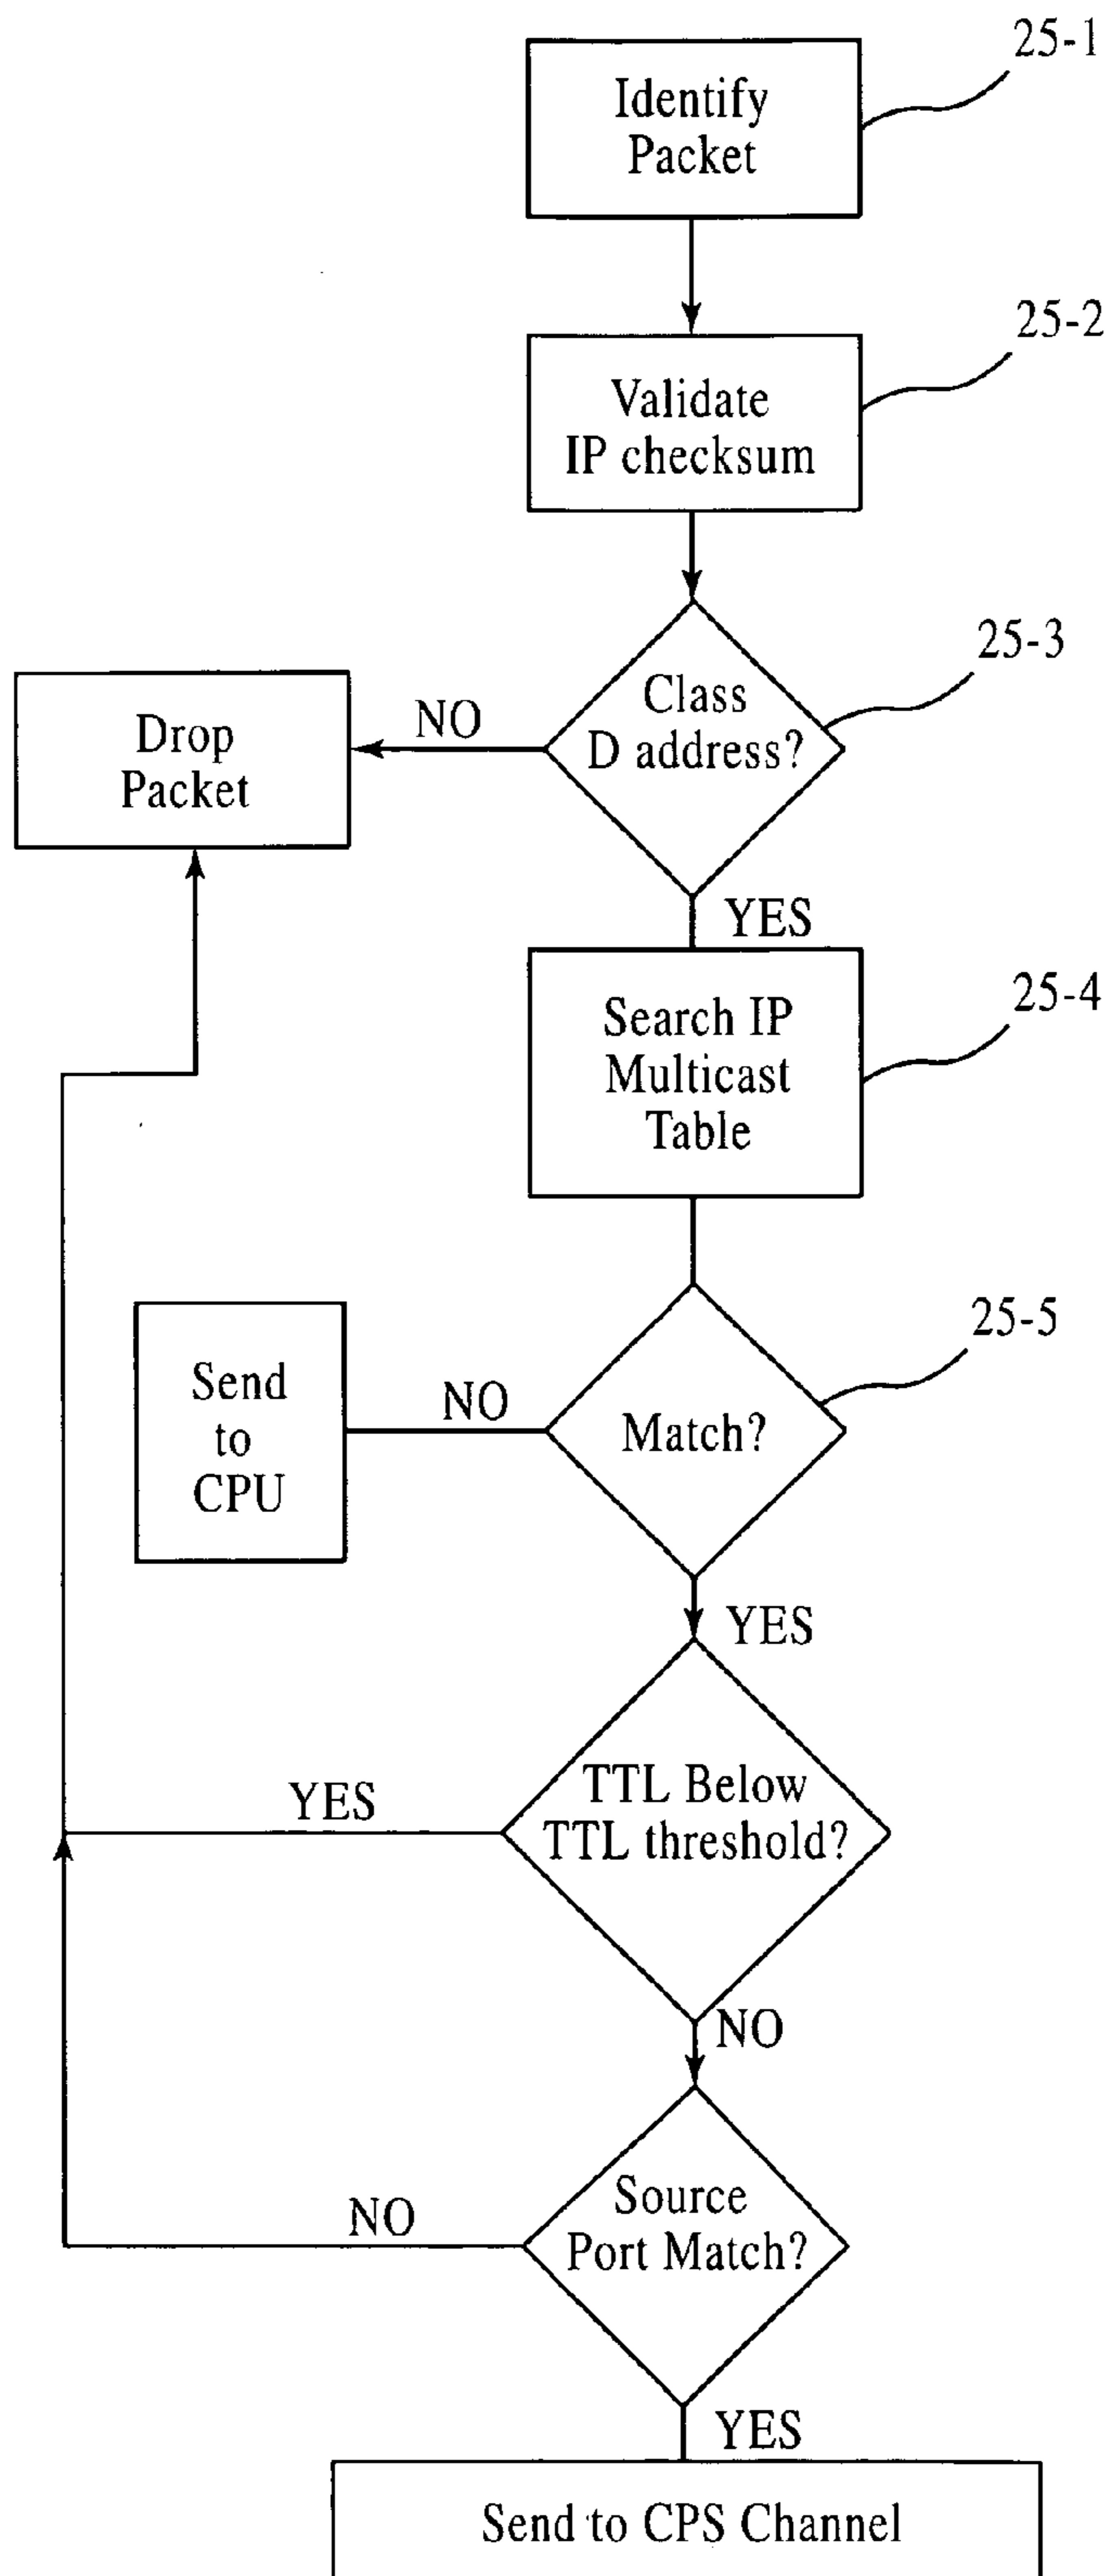 25-1
Identify
Packet
25-2
Validate
IP checksum
25-3
Class
D address?
NO
Drop
Packet
YES
25-4
Search IP
Multicast
Table
25-5
Match?
NO
Send
to
CPU
YES
TTL Below
TTL threshold?
YES
NO
Source
Port Match?
NO
YES
Send to CPS Channel